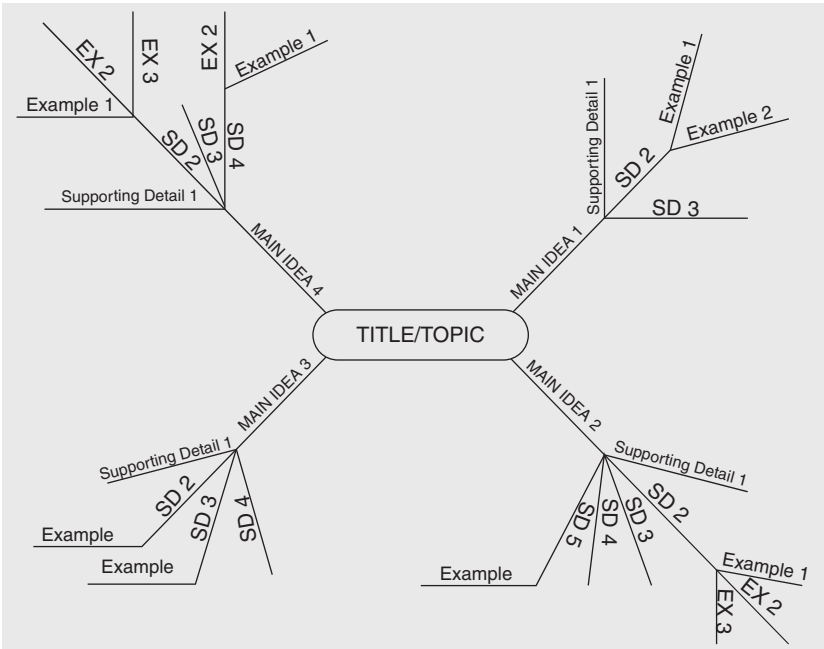 EX 2
EX 3
Example 1
SD 2
SD 3
EX 2
Example 1
SD 4
Supporting Detail 1
MAIN IDEA 4
Supporting Detail 1
Example 1
Example 2
SD 2
SD 3
MAIN IDEA 1
TITLE/TOPIC
MAIN IDEA 3
Supporting Detail 1
SD 2
SD 3
SD 4
Example
Example
MAIN IDEA 2
Supporting Detail 1
SD 2
SD 3
SD 4
SD 5
Example
Example 1
EX 2
EX 3